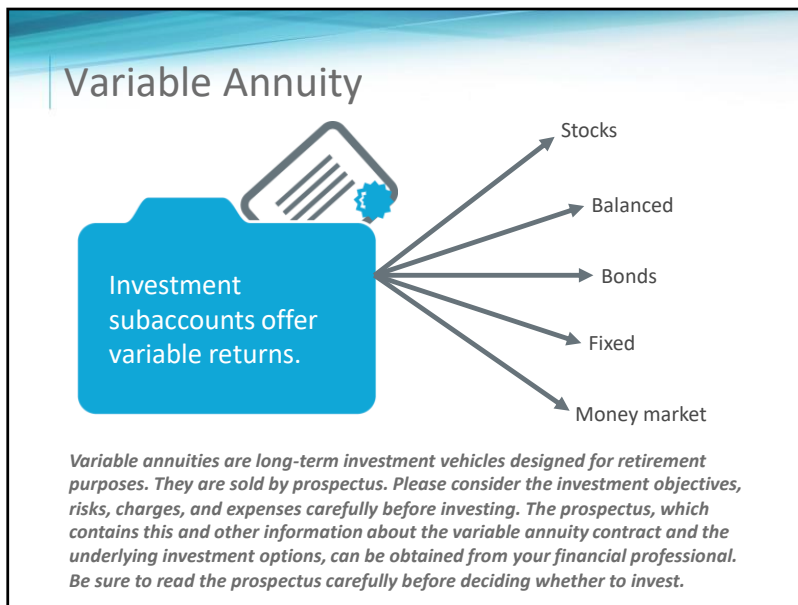 Variable Annuity
Stocks
Balanced
Bonds
Fixed
Money market
Investment
subaccounts offer
variable returns.
Variable annuities are long-term investment vehicles designed for retirement
purposes. They are sold by prospectus. Please consider the investment objectives,
risks, charges, and expenses carefully before investing. The prospectus, which
contains this and other information about the variable annuity contract and the
underlying investment options, can be obtained from your financial professional.
Be sure to read the prospectus carefully before deciding whether to invest.